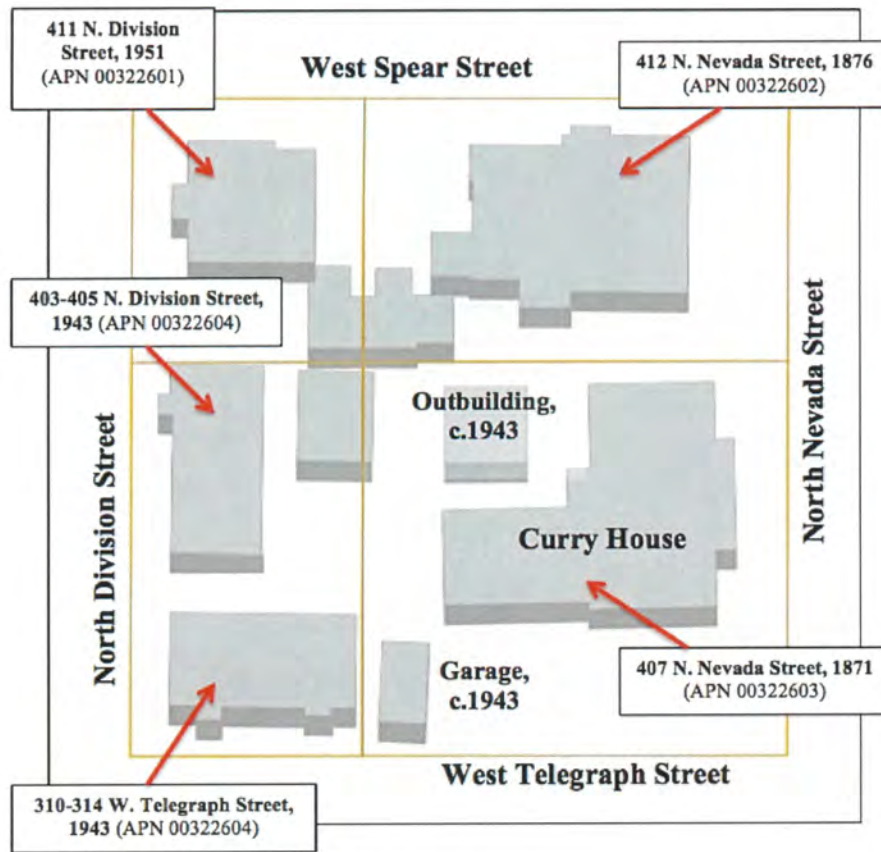 411 N. Division
Street, 1951
(APN 00322601)
West Spear Street
412 N. Nevada Street, 1876
(APN 00322602)
403-405 N. Division Street,
1943 (APN 00322604)
Outbuilding,
c.1943
North Division Street
North Nevada Street
Curry House
Garage,
c.1943
407 N. Nevada Street, 1871
(APN 00322603)
West Telegraph Street
310-314 W. Telegraph Street,
1943 (APN 00322604)